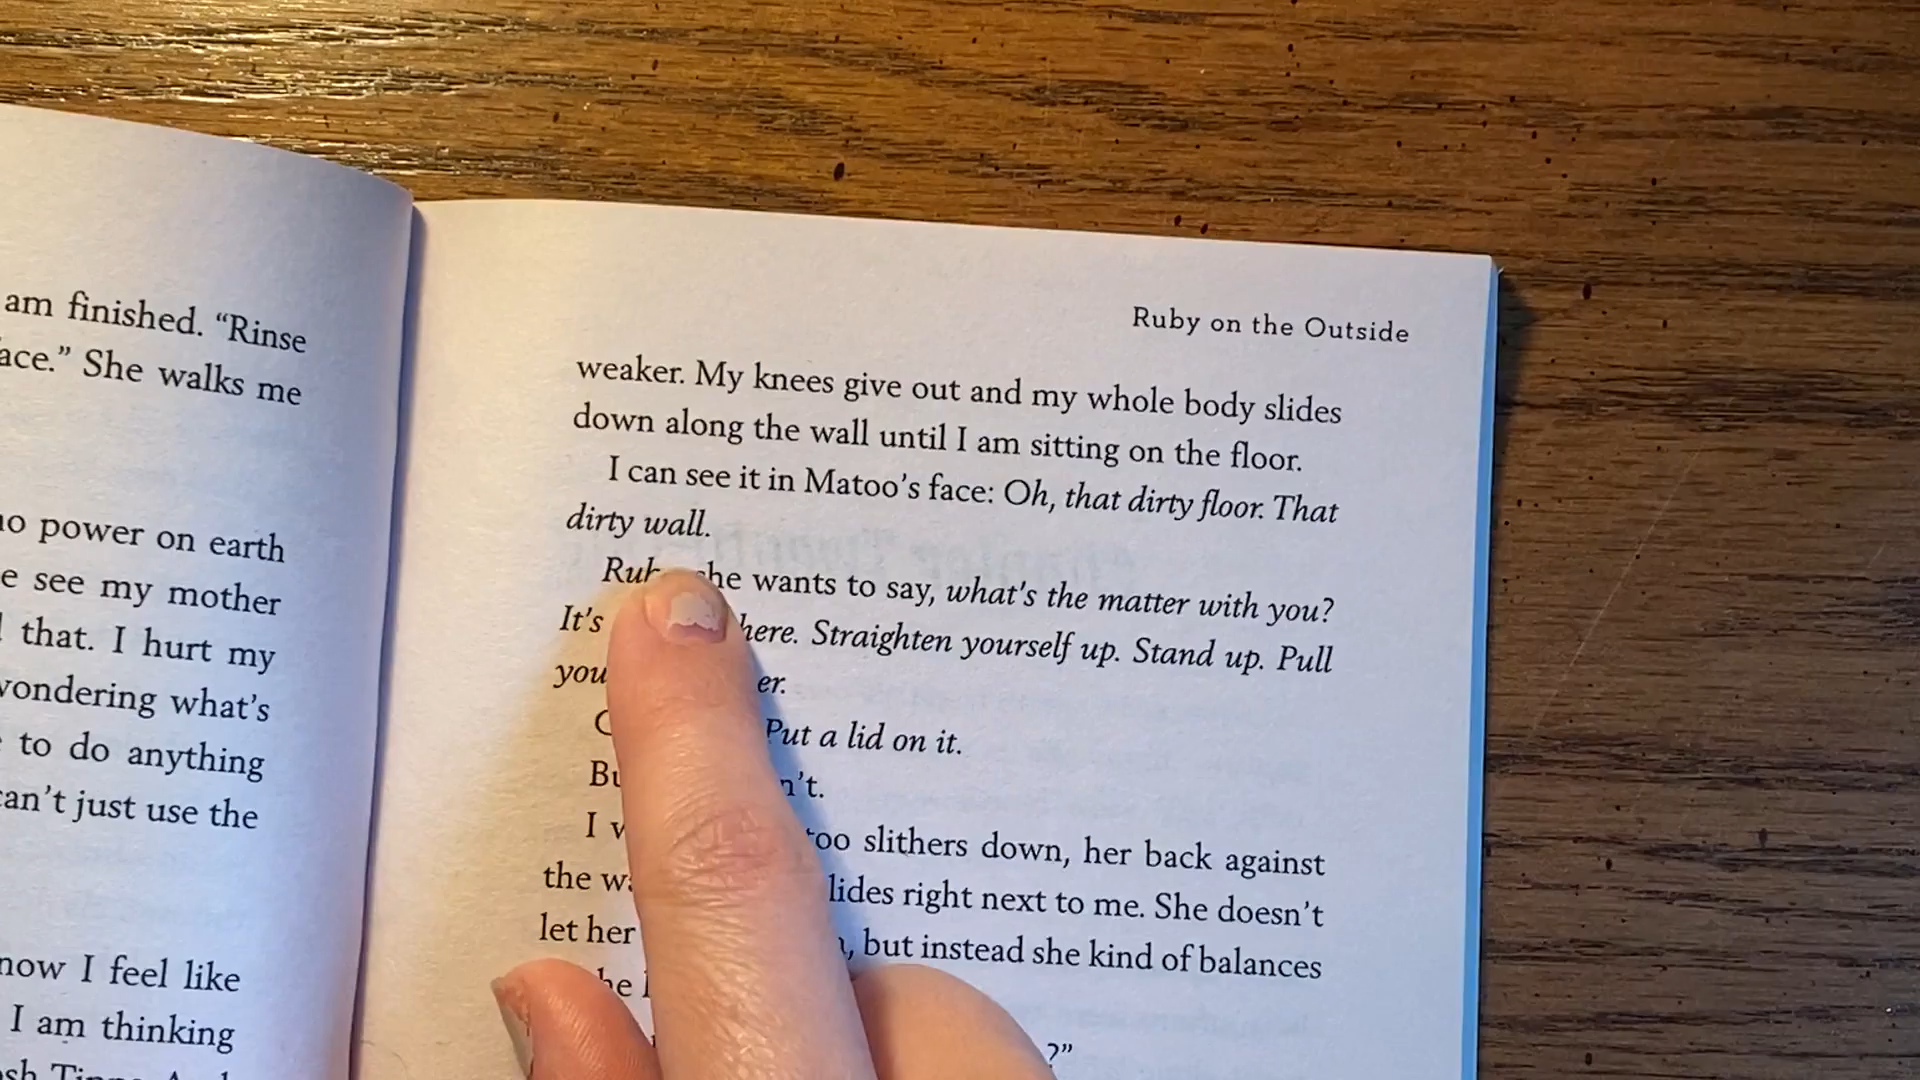 am finished. “Rinse
ace.” She walks me
no power on earth
e see my mother
that. I hurt my
wondering what’s
to do anything
can’t just use the
now I feel like
I am thinking
Ruby on the Outside
weaker. My knees give out and my whole body slides
down along the wall until I am sitting on the floor.
I can see it in Matoo’s face: Oh, that dirty floor. That
dirty wall.
she wants to say, what’s the matter with you?
It’s here. Straighten yourself up. Stand up. Pull
you er.
Put a lid on it.
n’t.
I too slithers down, her back against
the lides right next to me. She doesn’t
let her , but instead she kind of balances
?”